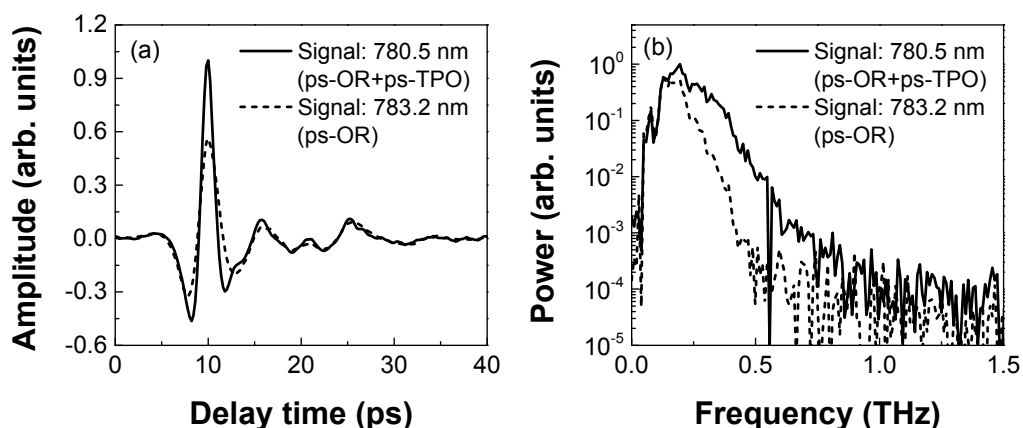 (a)
Signal: 780.5 nm
(ps-OR+ps-TPO)
Signal: 783.2 nm
(ps-OR)
Amplitude (arb. units)
1.2
0.9
0.6
0.3
0.0
-0.3
-0.6
0 10 20 30 40
Delay time (ps)
(b)
Signal: 780.5 nm
(ps-OR+ps-TPO)
Signal: 783.2 nm
(ps-OR)
Power (arb. units)
10⁰
10⁻¹
10⁻²
10⁻³
10⁻⁴
10⁻⁵
0.0 0.5 1.0 1.5
Frequency (THz)